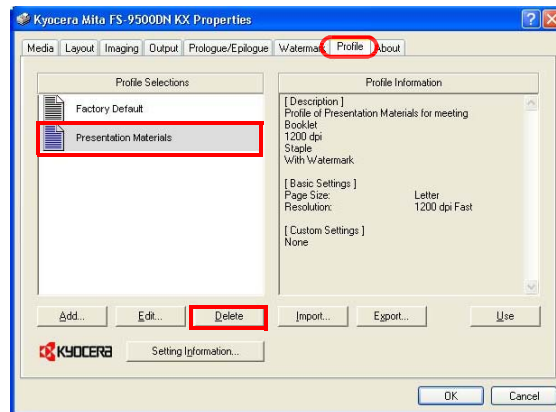 Kyocera Mita FS-9500DN KX Properties
Media Layout Imaging Output Prologue/Epilogue Watermark Profile About
Profile Selections
Factory Default
Presentation Materials
Profile Information
[ Description ]
Profile of Presentation Materials for meeting
Booklet
1200 dpi
Staple
With Watermark
[ Basic Settings ]
Page Size: Letter
Resolution: 1200 dpi Fast
[ Custom Settings ]
None
Add... Edit... Delete Import... Export... Use
KYOCERA Setting Information...
OK Cancel